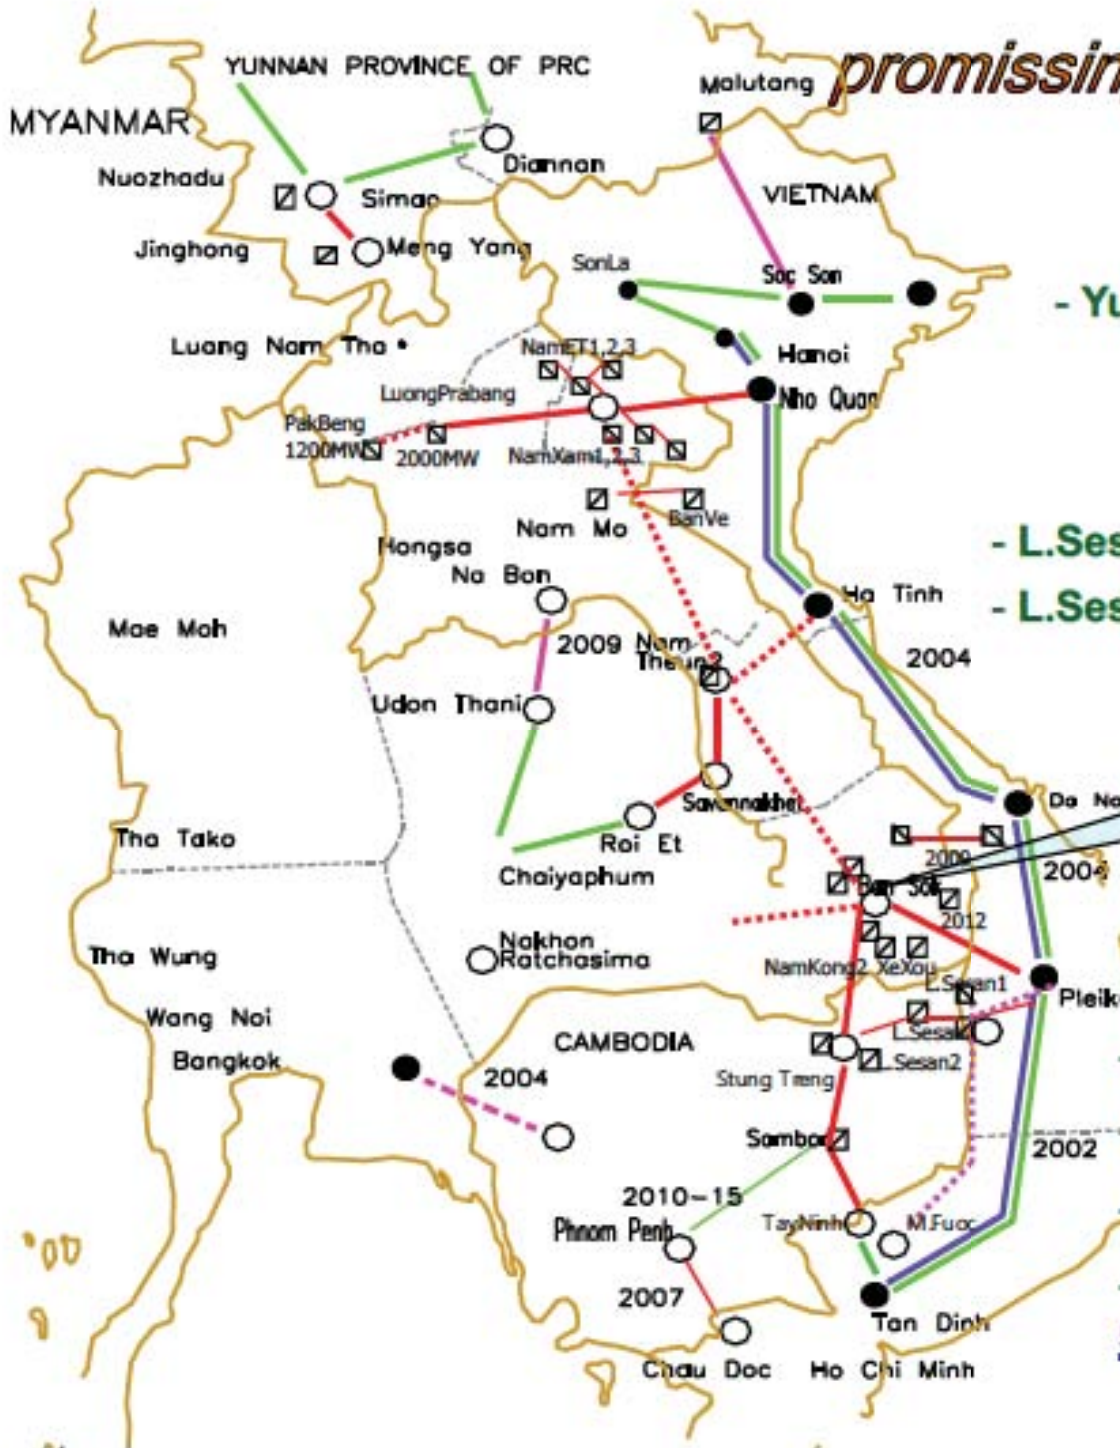 YUNNAN PROVINCE OF PRC
Malutang
promissin
MYANMAR
Diannan
Nuozhadu
Simao
VIETNAM
Jinghong
Meng Yang
SonLa
Soc Son
- Yu
Luang Nam Tha
NamET1,2,3
Hanoi
LuongPrabang
Nho Quan
PakBeng
1200MW
2000MW
NamXam1,2,3
BanVe
Nam Mo
- L.Ses
Hongsa
Na Bon
Ha Tinh
- L.Ses
Mae Moh
2009
Nam
Theun2
2004
Udon Thani
Savannakhet
Da Na
Tha Tako
Roi Et
2009
2004
Chaiyaphum
Ban Sok
2012
Nakhon
Ratchasima
Tha Wung
NamKong2
XeXou
L.Sesan1
Pleik
Wang Noi
Bangkok
CAMBODIA
L.Sesan
2004
Sesan2
Stung Treng
Sambor
2002
2010-15
Phnom Penh
TayNinh
M.Fuoc
2007
Tan Dinh
Chau Doc
Ho Chi Minh